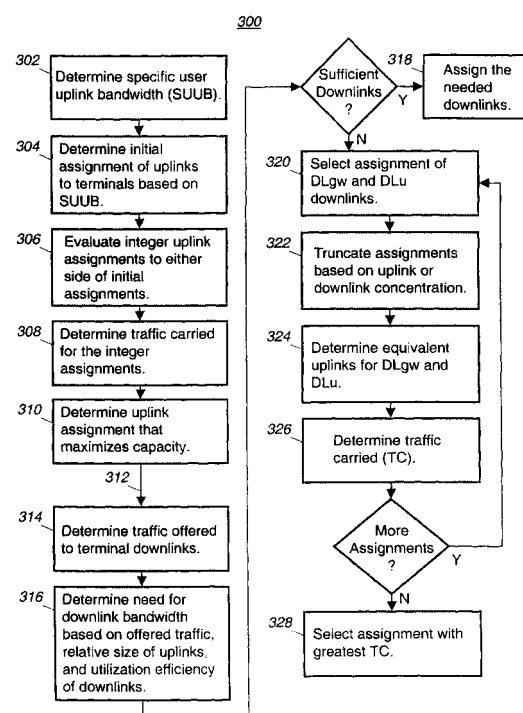 300
302
Determine specific user
uplink bandwidth (SUUB).
304
Determine initial
assignment of uplinks
to terminals based on
SUUB.
306
Evaluate integer uplink
assignments to either
side of initial
assignments.
308
Determine traffic carried
for the integer
assignments.
310
Determine uplink
assignment that
maximizes capacity.
312
314
Determine traffic offered
to terminal downlinks.
316
Determine need for
downlink bandwidth
based on offered traffic,
relative size of uplinks,
and utilization efficiency
of downlinks.
Sufficient
Downlinks
?
Y
N
318
Assign the
needed
downlinks.
320
Select assignment of
DLgw and DLu
downlinks.
322
Truncate assignments
based on uplink or
downlink concentration.
324
Determine equivalent
uplinks for DLgw and
DLu.
326
Determine traffic
carried (TC).
More
Assignments
?
Y
N
328
Select assignment with
greatest TC.